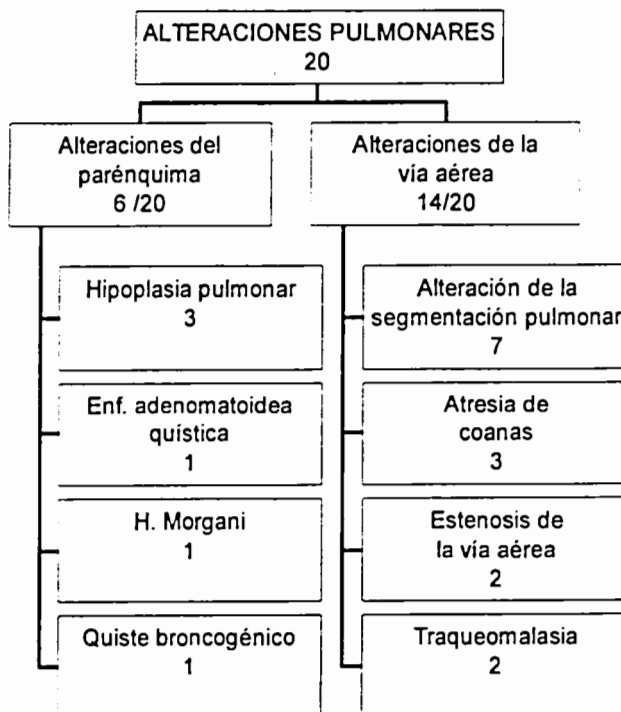 ALTERACIONES PULMONARES
20
Alteraciones del
parénquima
6 /20
Alteraciones de la
vía aérea
14/20
Hipoplasia pulmonar
3
Enf. adenomatoidea
quística
1
H. Morgani
1
Quiste broncogénico
1
Alteración de la
segmentación pulmonar
7
Atresia de
coanas
3
Estenosis de
la vía aérea
2
Traqueomalasia
2